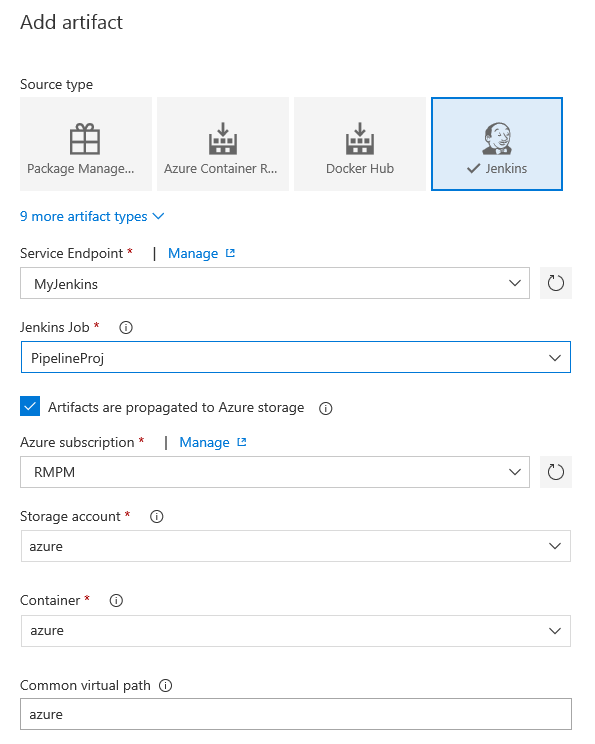 Add artifact
Source type
Package Manage...
Azure Container R...
Docker Hub
Jenkins
9 more artifact types
Service Endpoint * | Manage
MyJenkins
Jenkins Job *
PipelineProj
Artifacts are propagated to Azure storage
Azure subscription * | Manage
RMPM
Storage account *
azure
Container *
azure
Common virtual path
azure